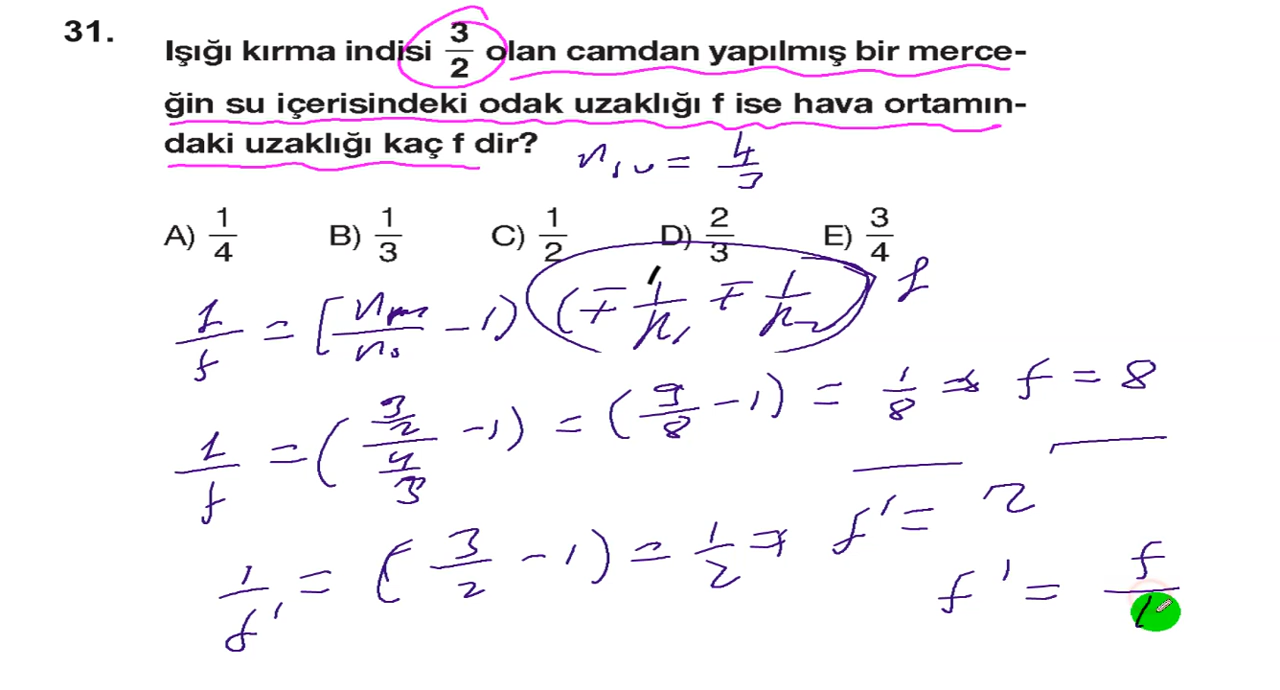 31.
Işığı kırma indisi 3/2 olan camdan yapılmış bir merce-
ğin su içerisindeki odak uzaklığı f ise hava ortamın-
daki uzaklığı kaç f dir?
n su = 4/3
A) 1/4 B) 1/3 C) 1/2 D) 2/3 E) 3/4
1/f = [n mer/n o - 1) (∓ 1/R₁ ∓ 1/R₂) f
1/f = (3/2 / 4/3 - 1) = (9/8 - 1) = 1/8 ⇒ f = 8
1/f' = (3/2 - 1) = 1/2 ⇒ f' = 2
f' = f/